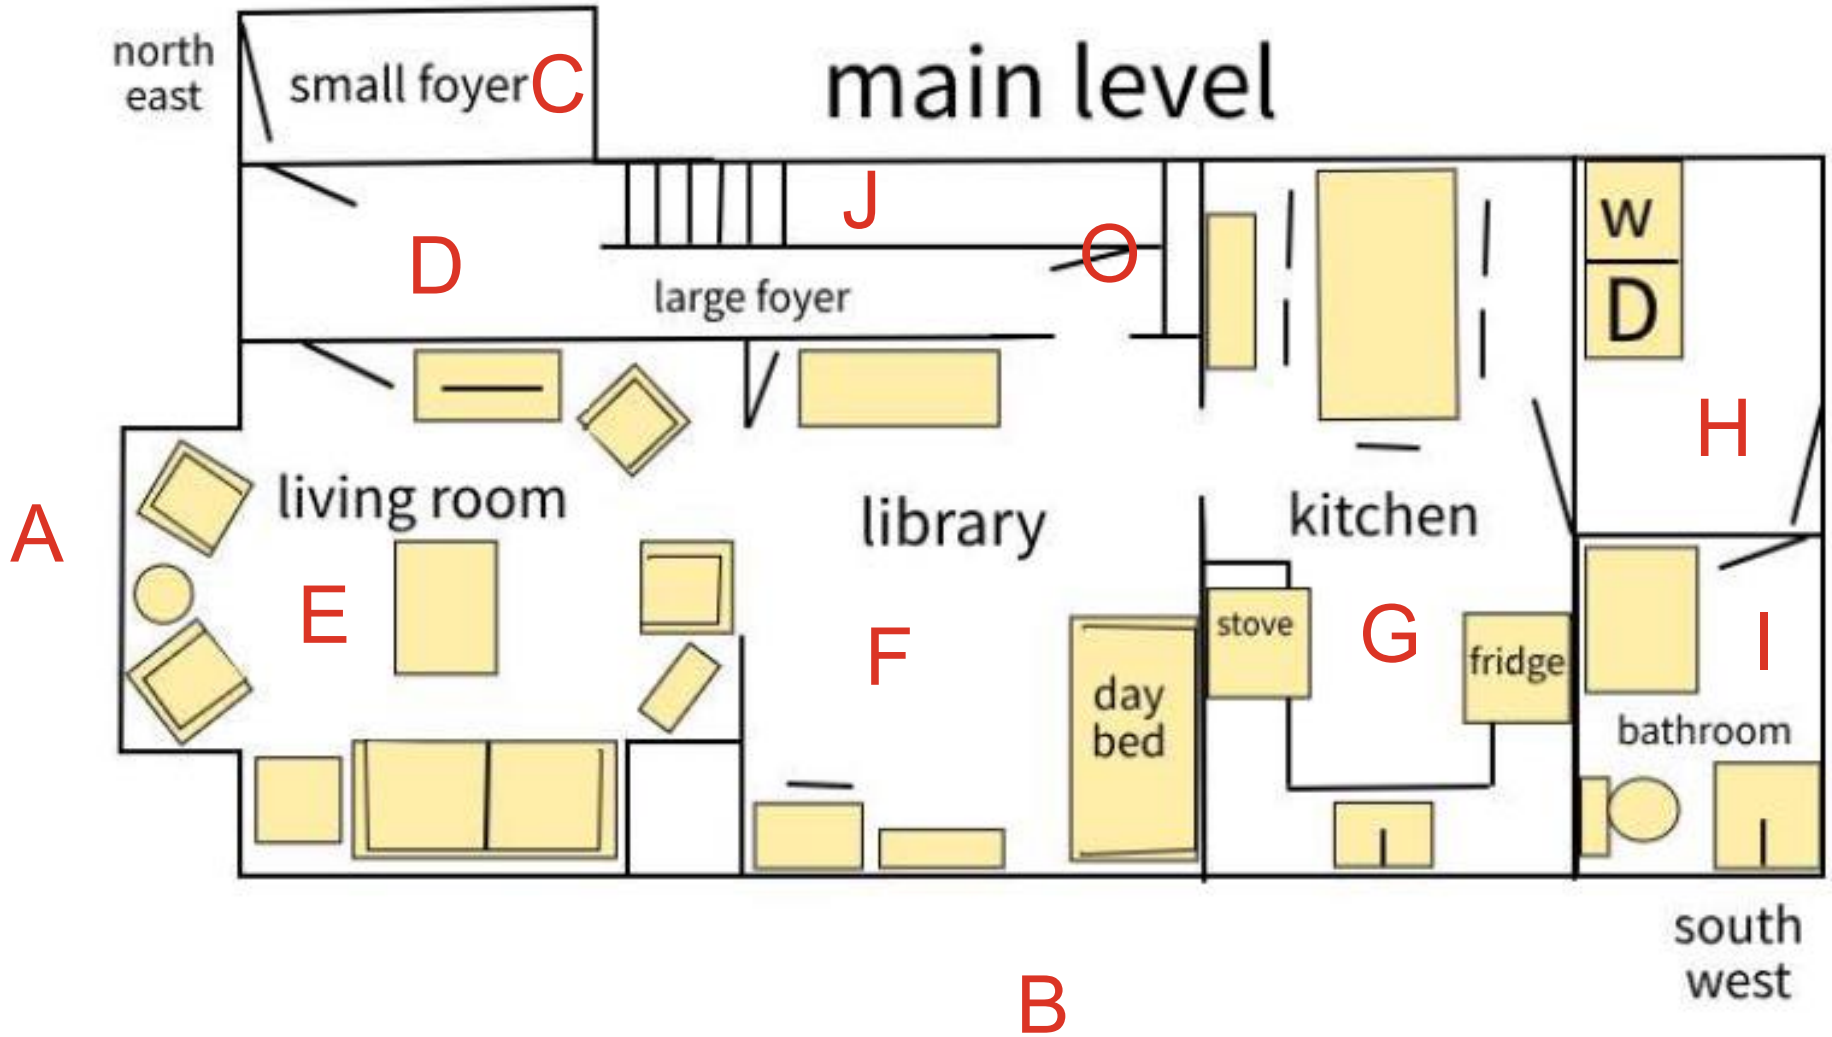 north
east
small foyer
C
main level
J
D
O
large foyer
W
D
H
living room
library
kitchen
A
E
F
stove
G
fridge
I
day
bed
bathroom
south
west
B